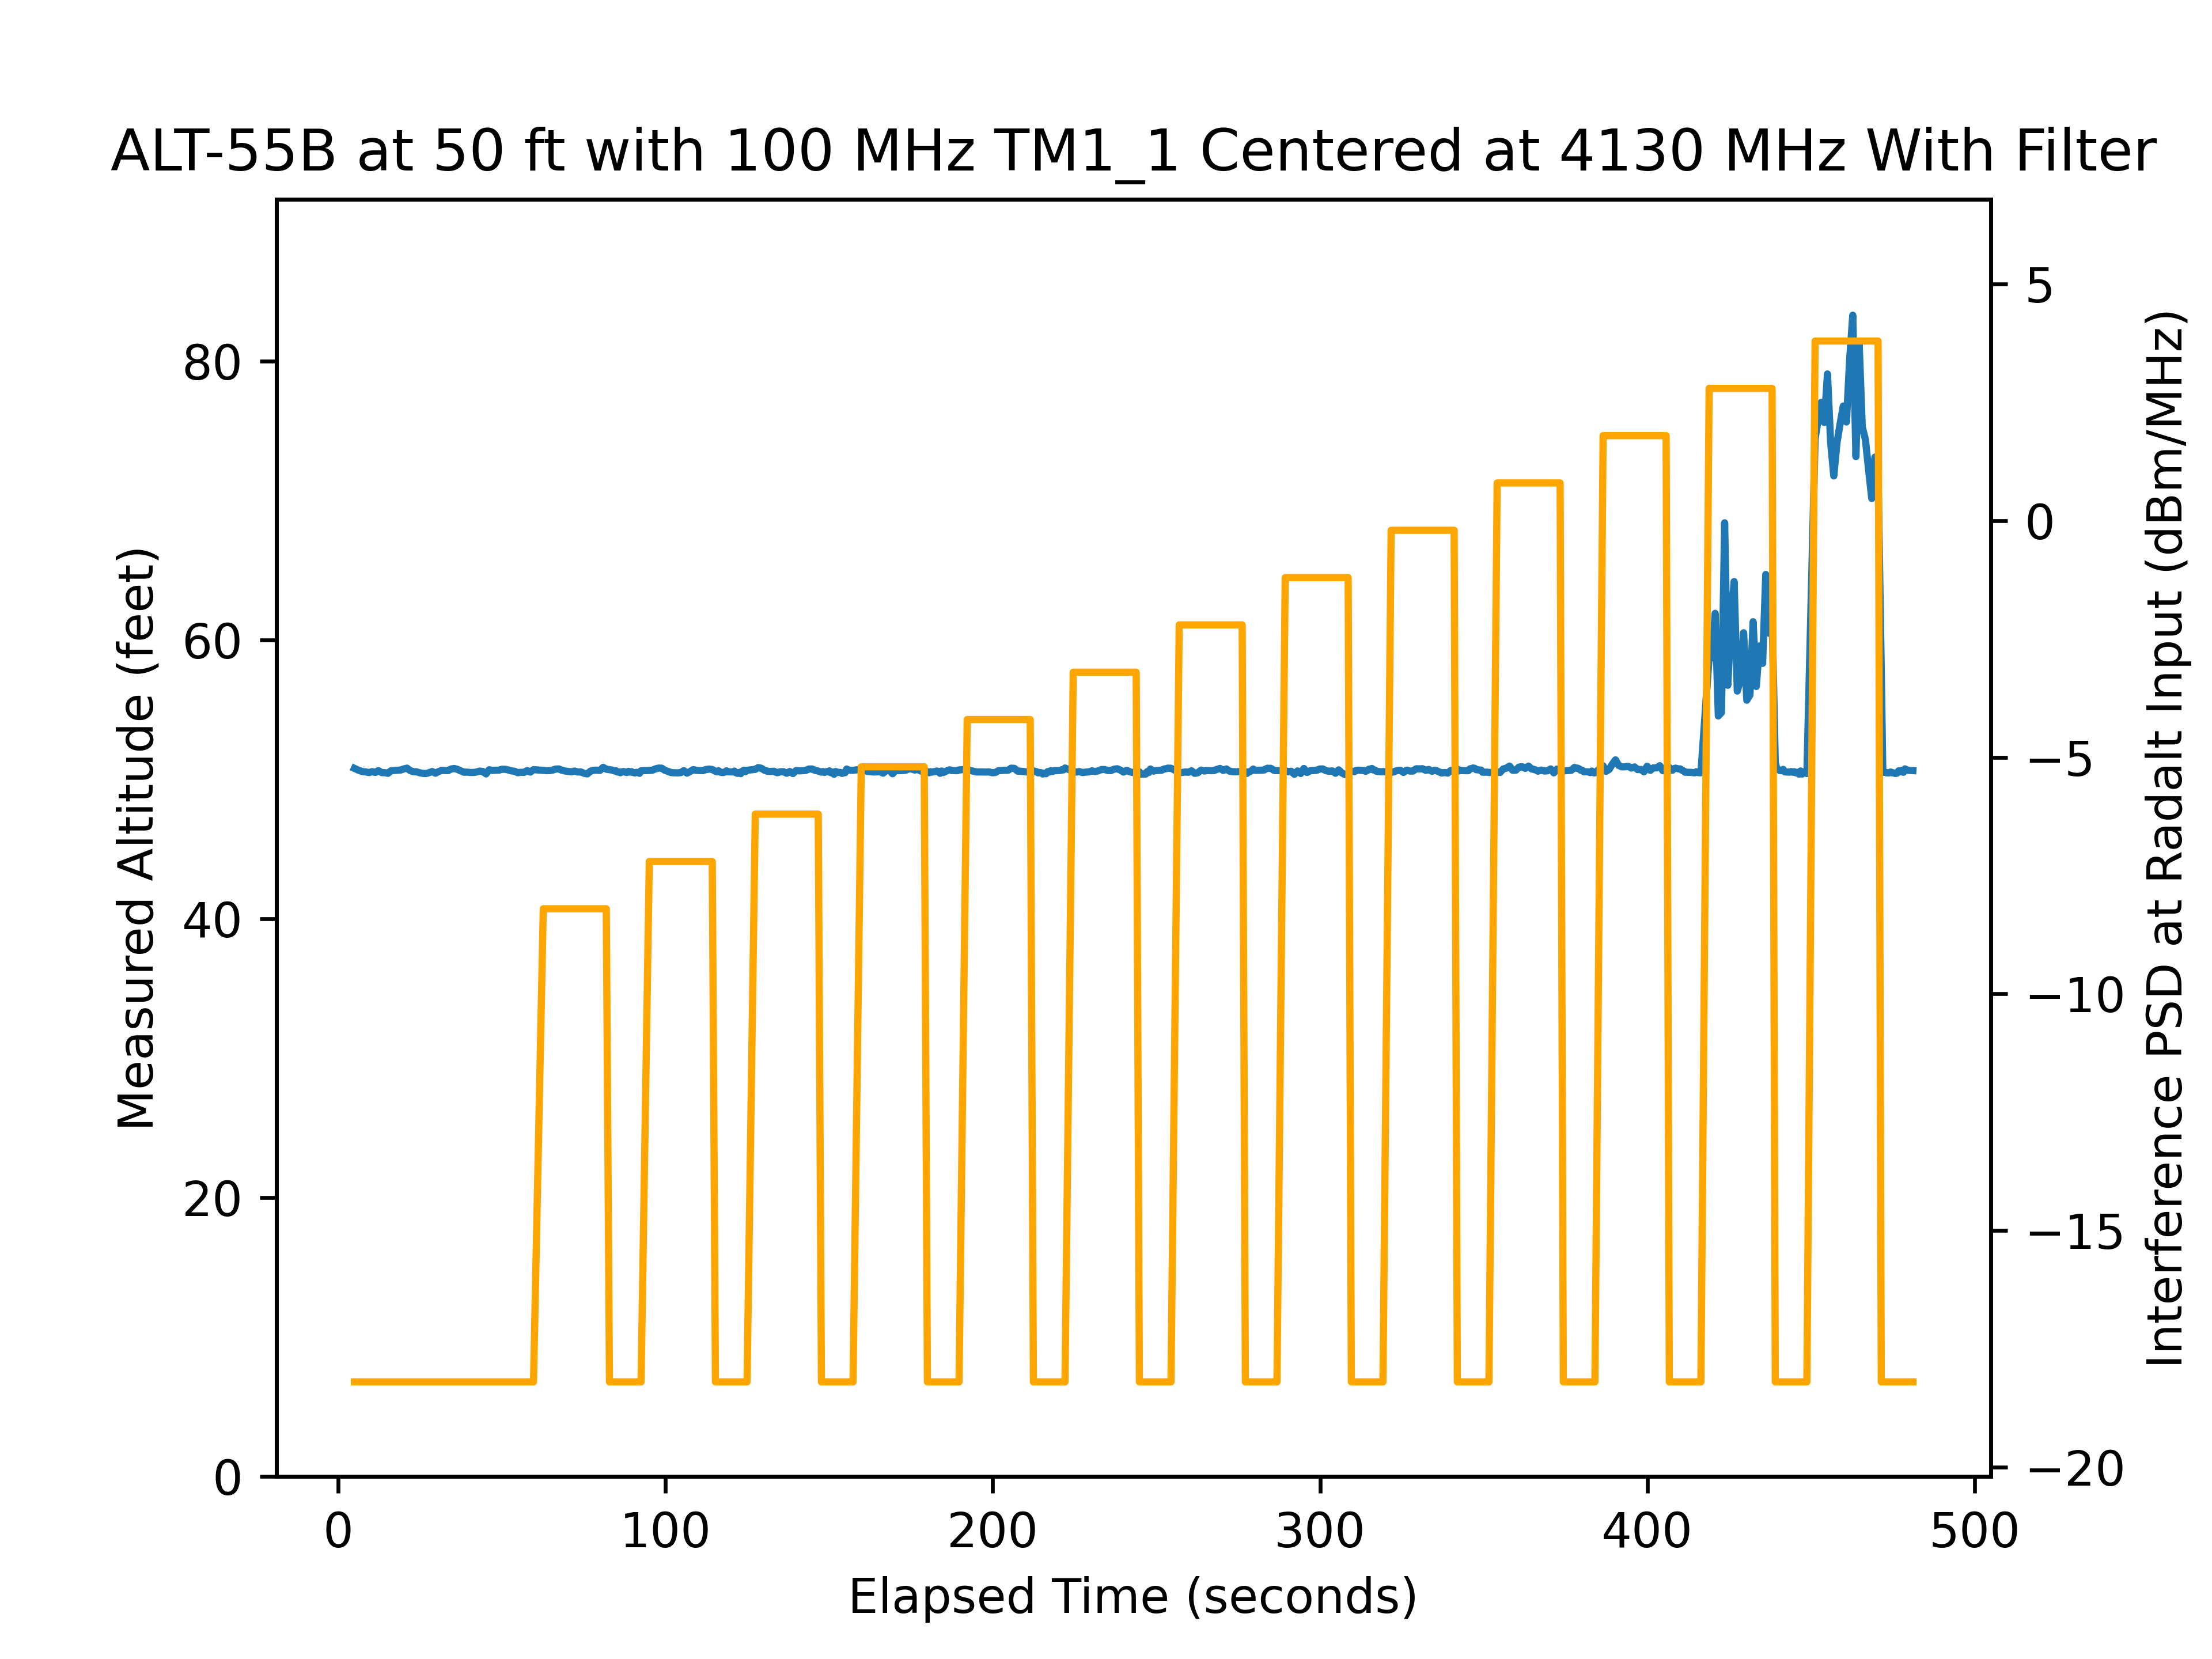 ALT-55B at 50 ft with 100 MHz TM1_1 Centered at 4130 MHz With Filter
Measured Altitude (feet)
80
60
40
20
0
0 100 200 300 400 500
Elapsed Time (seconds)
5
0
−5
−10
−15
−20
Interference PSD at Radalt Input (dBm/MHz)